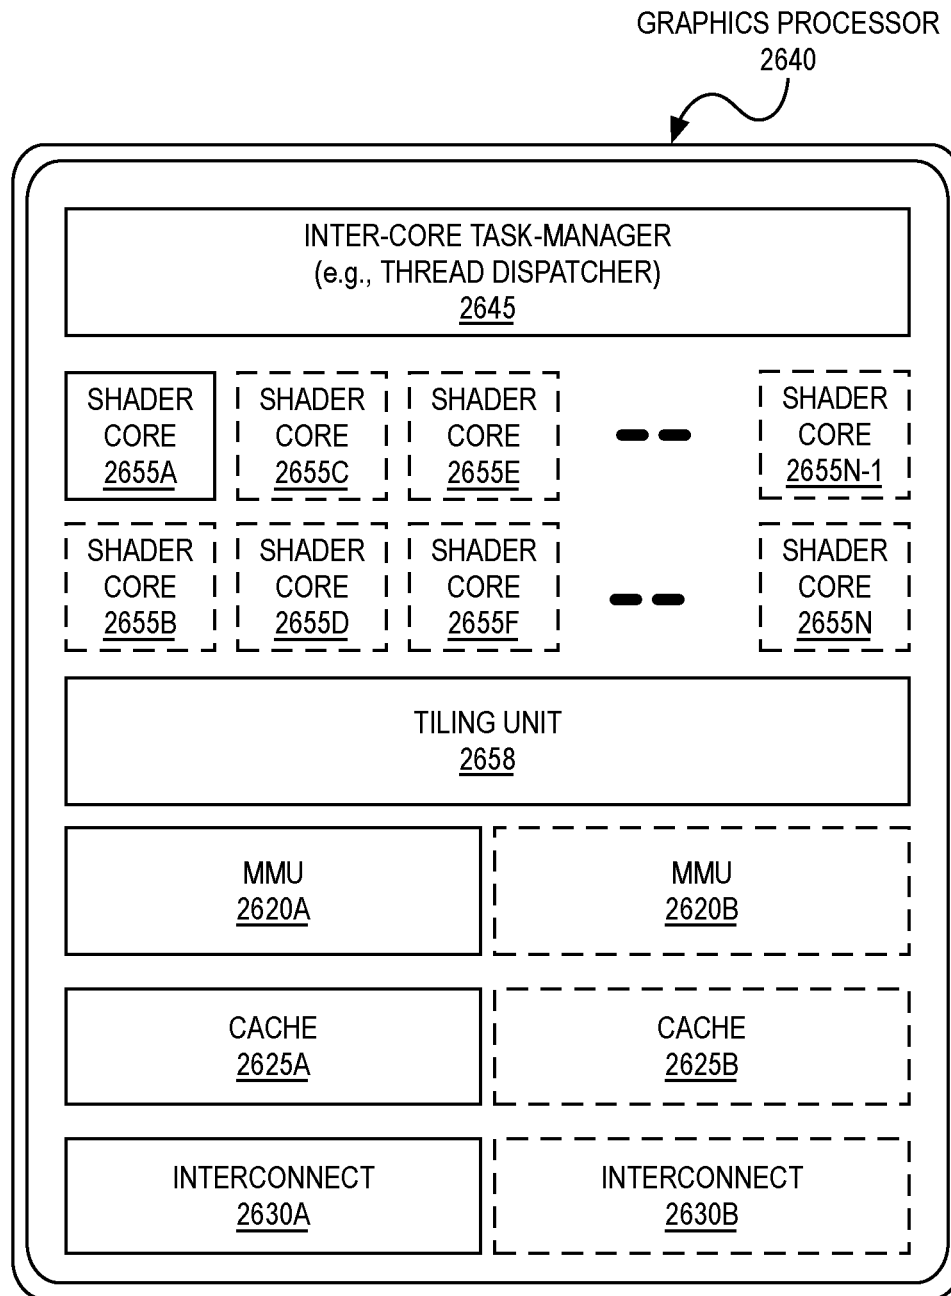 GRAPHICS PROCESSOR
2640
INTER-CORE TASK-MANAGER
(e.g., THREAD DISPATCHER)
2645
SHADER
CORE
2655A
SHADER
CORE
2655C
SHADER
CORE
2655E
SHADER
CORE
2655N-1
SHADER
CORE
2655B
SHADER
CORE
2655D
SHADER
CORE
2655F
SHADER
CORE
2655N
TILING UNIT
2658
MMU
2620A
MMU
2620B
CACHE
2625A
CACHE
2625B
INTERCONNECT
2630A
INTERCONNECT
2630B